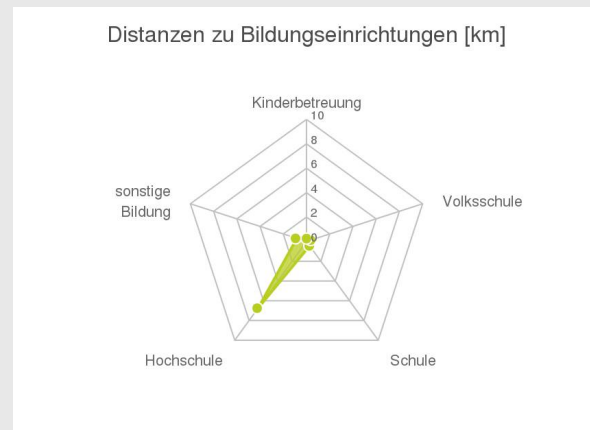 Distanzen zu Bildungseinrichtungen [km]
Kinderbetreuung
10
8
6
4
2
0
Volksschule
sonstige
Bildung
Hochschule
Schule